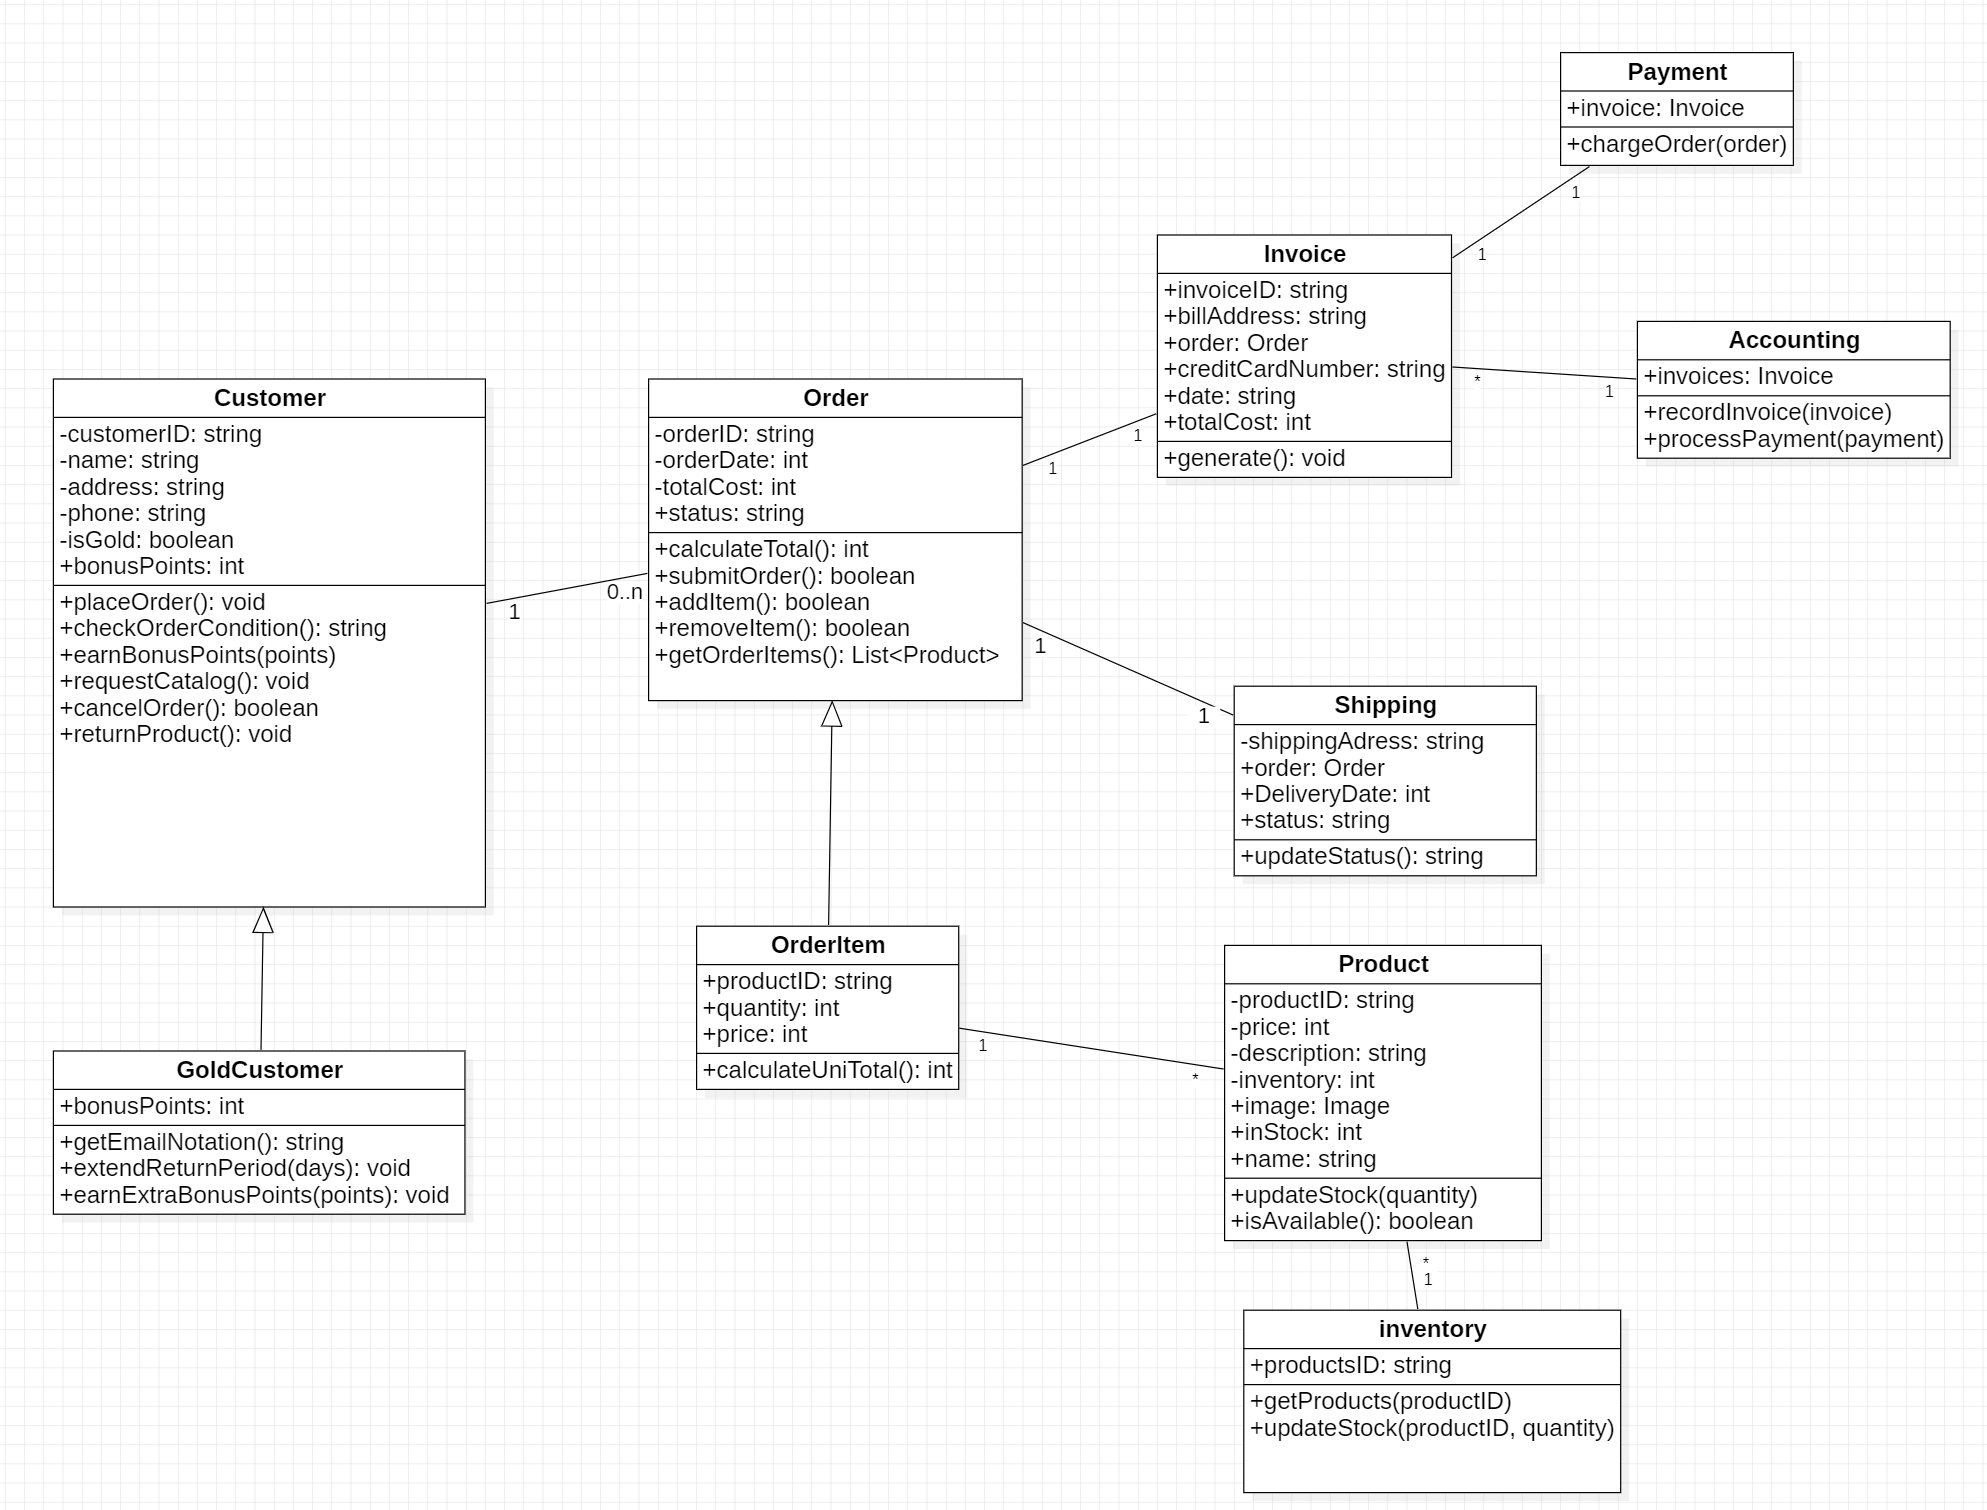 Payment
+invoice: Invoice
+chargeOrder(order)
1
1
Invoice
+invoiceID: string
+billAddress: string
+order: Order
+creditCardNumber: string
+date: string
+totalCost: int
+generate(): void
*
1
Accounting
+invoices: Invoice
+recordInvoice(invoice)
+processPayment(payment)
Customer
-customerID: string
-name: string
-address: string
-phone: string
-isGold: boolean
+bonusPoints: int
+placeOrder(): void
+checkOrderCondition(): string
+earnBonusPoints(points)
+requestCatalog(): void
+cancelOrder(): boolean
+returnProduct(): void
1
0..n
Order
-orderID: string
-orderDate: int
-totalCost: int
+status: string
+calculateTotal(): int
+submitOrder(): boolean
+addItem(): boolean
+removeItem(): boolean
+getOrderItems(): List<Product>
1
1
1
1
Shipping
-shippingAdress: string
+order: Order
+DeliveryDate: int
+status: string
+updateStatus(): string
OrderItem
+productID: string
+quantity: int
+price: int
+calculateUniTotal(): int
1
*
Product
-productID: string
-price: int
-description: string
-inventory: int
+image: Image
+inStock: int
+name: string
+updateStock(quantity)
+isAvailable(): boolean
GoldCustomer
+bonusPoints: int
+getEmailNotation(): string
+extendReturnPeriod(days): void
+earnExtraBonusPoints(points): void
*
1
inventory
+productsID: string
+getProducts(productID)
+updateStock(productID, quantity)